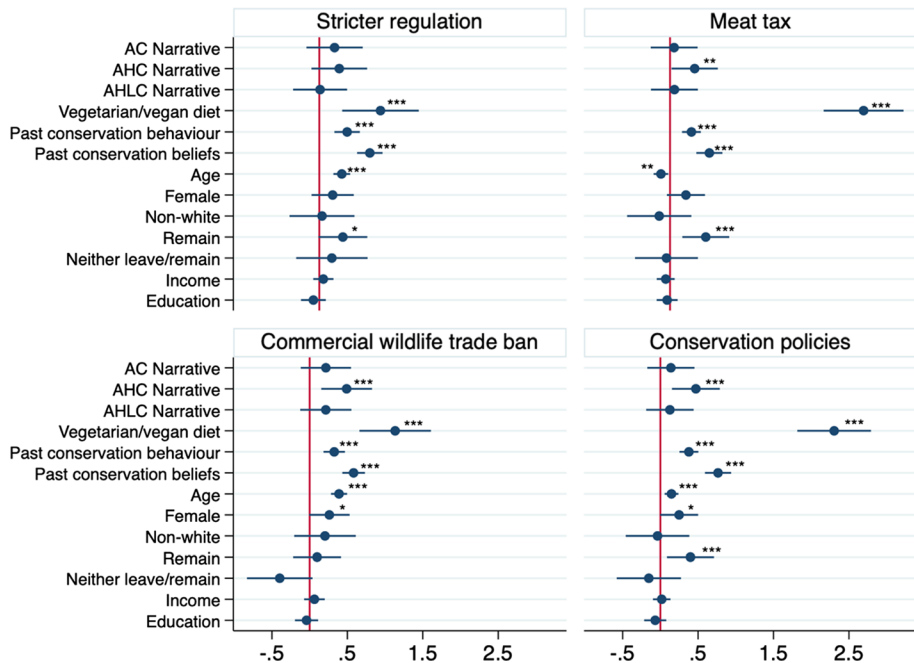 Stricter regulation
Meat tax
AC Narrative
AHC Narrative
**
AHLC Narrative
Vegetarian/vegan diet
***
***
Past conservation behaviour
***
***
Past conservation beliefs
***
***
Age
***
**
Female
Non-white
Remain
*
***
Neither leave/remain
Income
Education
Commercial wildlife trade ban
Conservation policies
AC Narrative
AHC Narrative
***
***
AHLC Narrative
Vegetarian/vegan diet
***
***
Past conservation behaviour
***
***
Past conservation beliefs
***
***
Age
***
***
Female
*
*
Non-white
Remain
***
Neither leave/remain
Income
Education
-.5 .5 1.5 2.5
-.5 .5 1.5 2.5